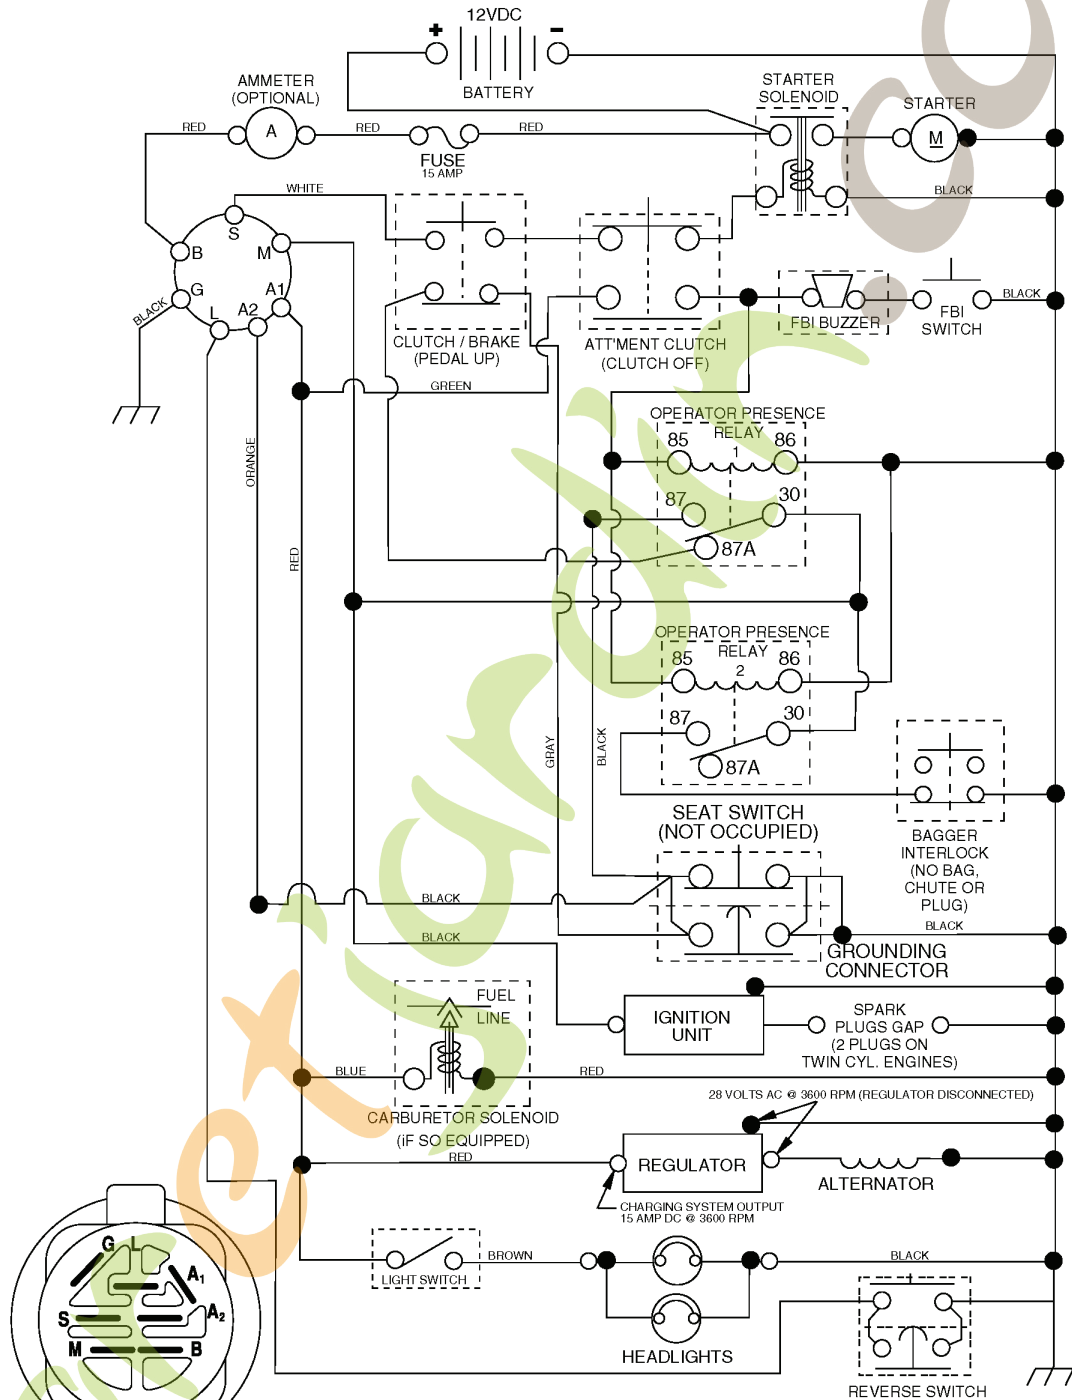 12VDC
+
-
BATTERY
AMMETER
(OPTIONAL)
STARTER
SOLENOID
STARTER
RED
A
RED
RED
M
FUSE
15 AMP
WHITE
BLACK
S
B
M
G
A1
L
A2
BLACK
BLACK
FBI BUZZER
FBI
SWITCH
CLUTCH / BRAKE
(PEDAL UP)
ATT'MENT CLUTCH
(CLUTCH OFF)
GREEN
OPERATOR PRESENCE
RELAY
1
85
86
87
30
87A
ORANGE
RED
OPERATOR PRESENCE
RELAY
2
85
86
87
30
87A
GRAY
BLACK
SEAT SWITCH
(NOT OCCUPIED)
BAGGER
INTERLOCK
(NO BAG,
CHUTE OR
PLUG)
BLACK
BLACK
BLACK
GROUNDING
CONNECTOR
FUEL
LINE
IGNITION
UNIT
SPARK
PLUGS GAP
(2 PLUGS ON
TWIN CYL. ENGINES)
BLUE
RED
CARBURETOR SOLENOID
(iF SO EQUIPPED)
28 VOLTS AC @ 3600 RPM (REGULATOR DISCONNECTED)
RED
REGULATOR
ALTERNATOR
CHARGING SYSTEM OUTPUT
15 AMP DC @ 3600 RPM
LIGHT SWITCH
BROWN
BLACK
HEADLIGHTS
REVERSE SWITCH
G
L
A1
S
A2
M
B
etjardin.co